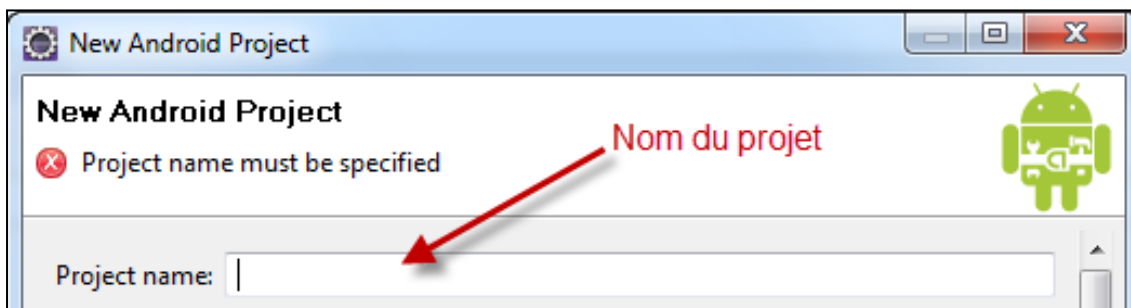 New Android Project
New Android Project
Project name must be specified
Nom du projet
Project name: